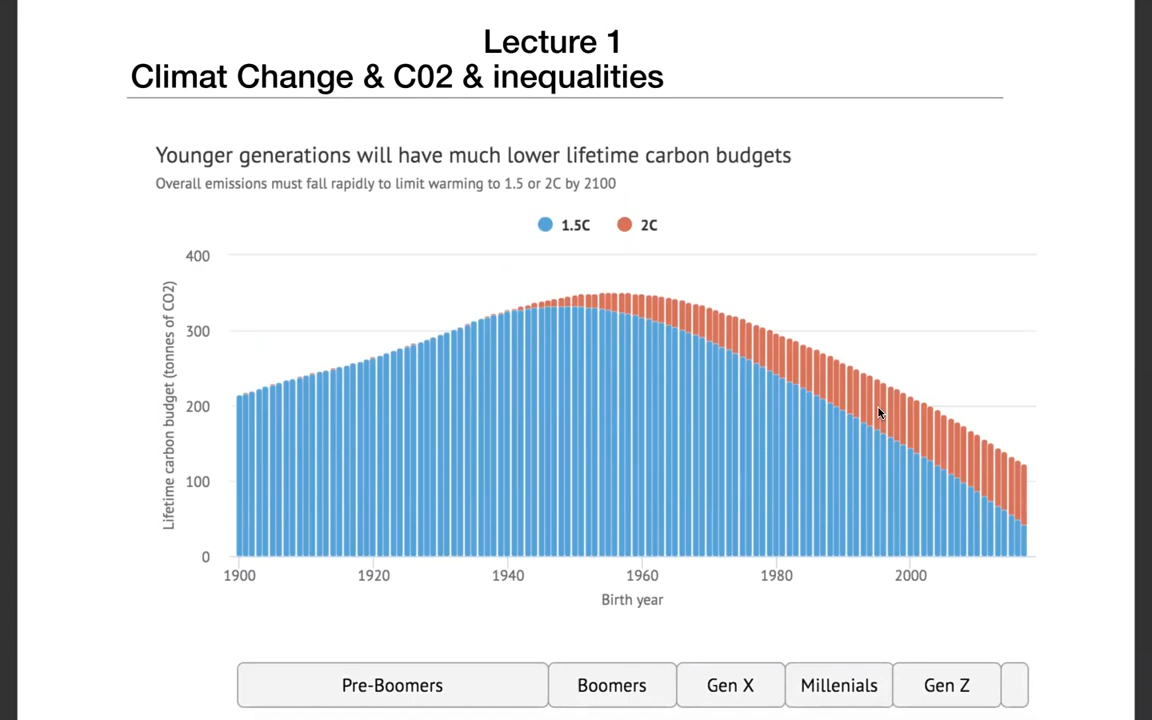 Lecture 1
Climat Change & C02 & inequalities
Younger generations will have much lower lifetime carbon budgets
Overall emissions must fall rapidly to limit warming to 1.5 or 2C by 2100
1.5C 2C
Lifetime carbon budget (tonnes of CO2)
400
300
200
100
0
1900 1920 1940 1960 1980 2000
Birth year
Pre-Boomers Boomers Gen X Millenials Gen Z